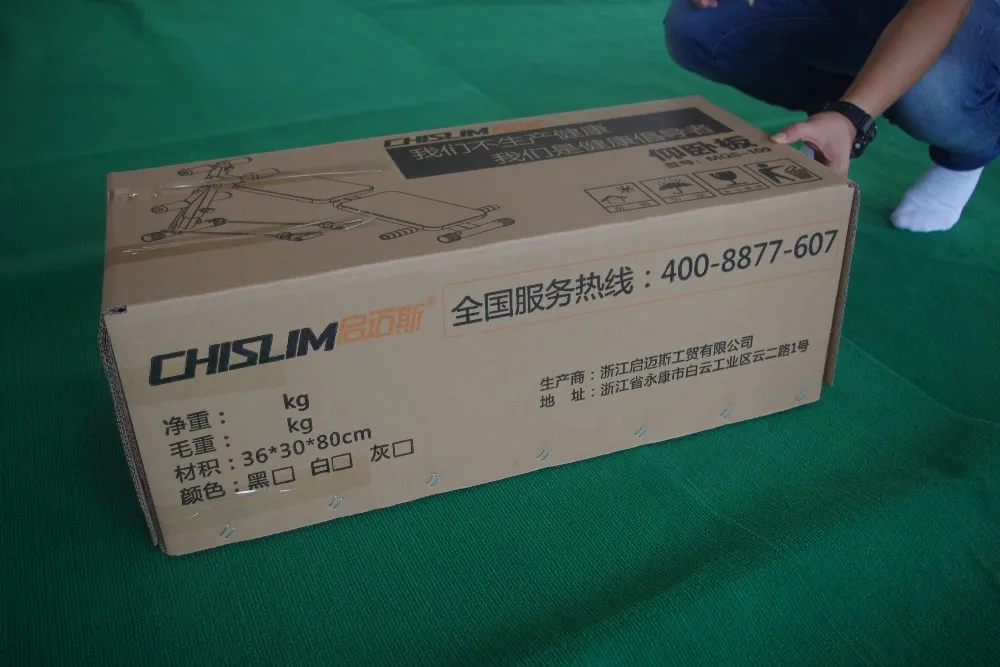 CHISLIM
我们不生产健康
我们是健康倡导者
仰卧板
CHISLIM启迈斯®
全国服务热线：400-8877-607
净重： kg
毛重： kg
材积：36*30*80cm
颜色：黑□ 白□ 灰□
生产商：浙江启迈斯工贸有限公司
地 址：浙江省永康市白云工业区云二路1号